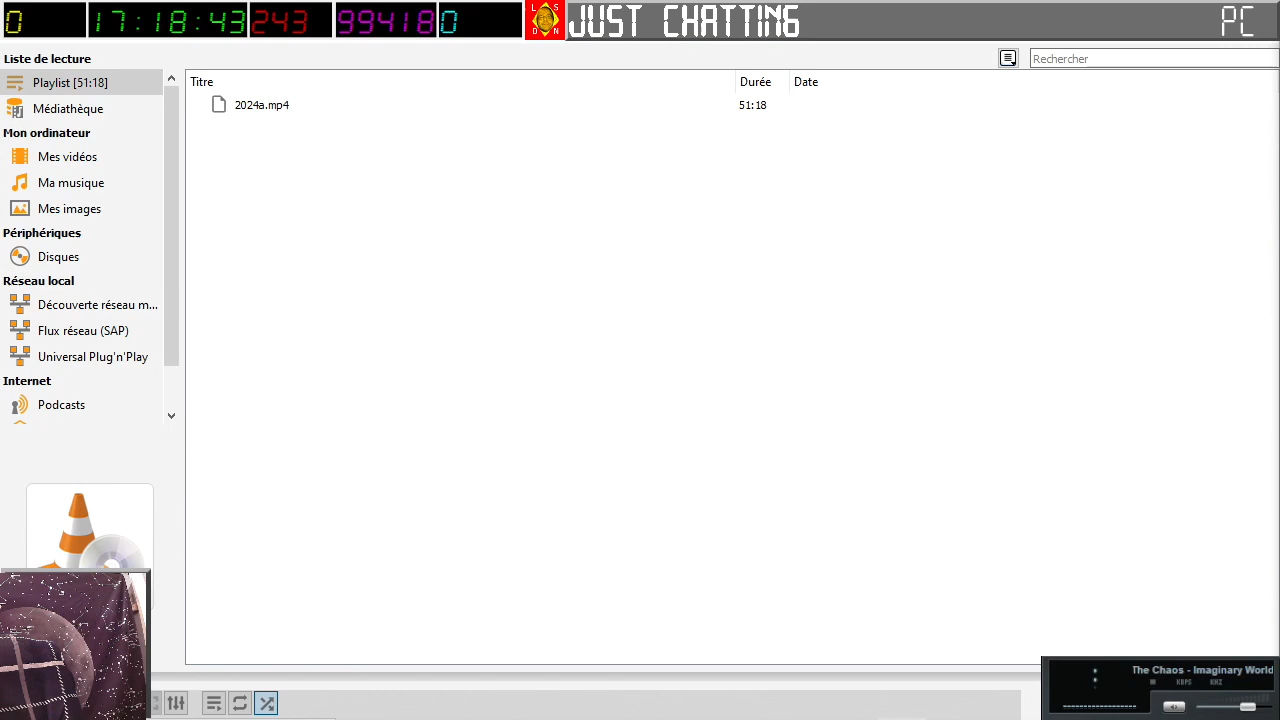 0 17:18:43 243 99418 0 S D N JUST CHATTING PC
Liste de lecture
Rechercher
Playlist [51:18]
Titre Durée Date
Médiathèque
2024a.mp4 51:18
Mon ordinateur
Mes vidéos
Ma musique
Mes images
Périphériques
Disques
Réseau local
Découverte réseau m...
Flux réseau (SAP)
Universal Plug'n'Play
Internet
Podcasts
The Chaos - Imaginary World
KBPS KHZ